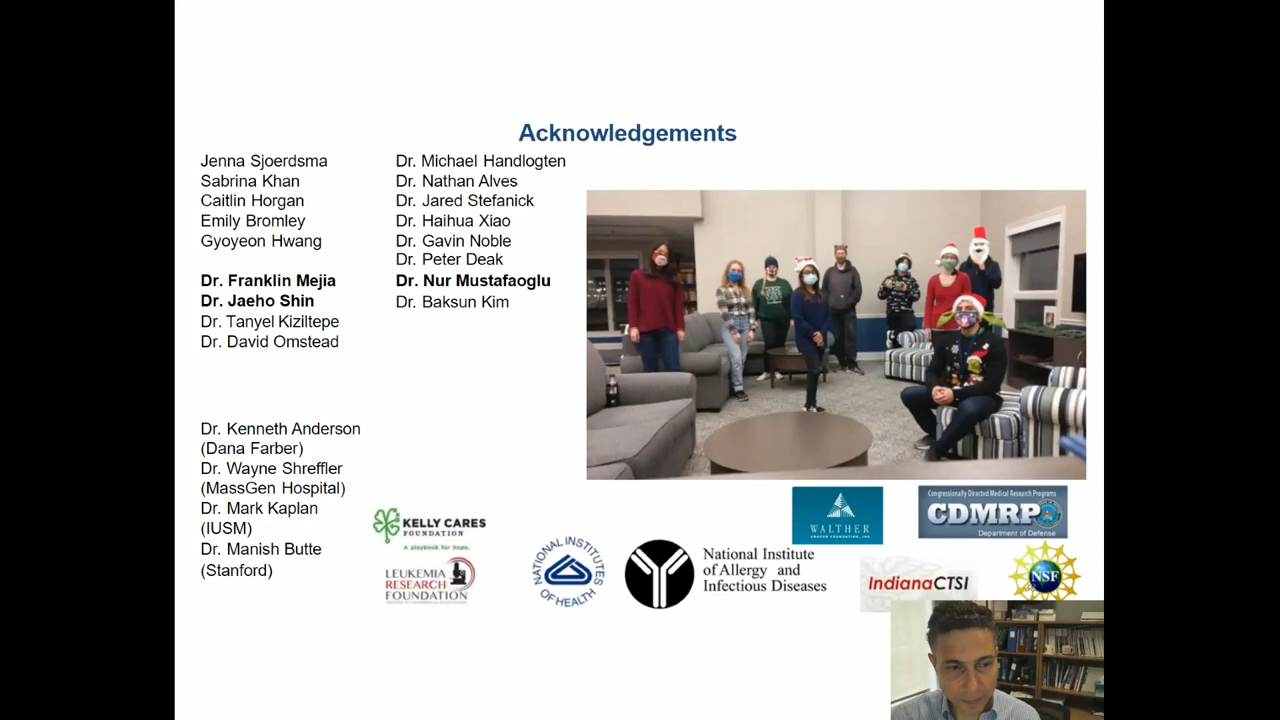 Acknowledgements
Jenna Sjoerdsma
Sabrina Khan
Caitlin Horgan
Emily Bromley
Gyoyeon Hwang
Dr. Franklin Mejia
Dr. Jaeho Shin
Dr. Tanyel Kiziltepe
Dr. David Omstead
Dr. Michael Handlogten
Dr. Nathan Alves
Dr. Jared Stefanick
Dr. Haihua Xiao
Dr. Gavin Noble
Dr. Peter Deak
Dr. Nur Mustafaoglu
Dr. Baksun Kim
Dr. Kenneth Anderson
(Dana Farber)
Dr. Wayne Shreffler
(MassGen Hospital)
Dr. Mark Kaplan
(IUSM)
Dr. Manish Butte
(Stanford)
KELLY CARES
FOUNDATION
A playbook for hope.
LEUKEMIA
RESEARCH
FOUNDATION
NATIONAL INSTITUTES
OF HEALTH
National Institute
of Allergy and
Infectious Diseases
WALTHER
CANCER FOUNDATION, INC.
Congressionally Directed Medical Research Programs
CDMRP
Department of Defense
IndianaCTSI
NSF